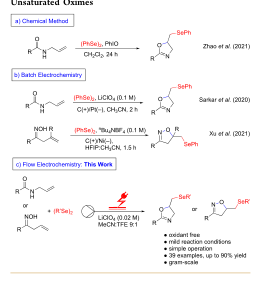 Unsaturated Oximes
a) Chemical Method
SePh
O
(PhSe)₂, PhIO
O
R
N
H
CH₂Cl₂, 24 h
R
N
Zhao et al. (2021)
b) Batch Electrochemistry
SePh
O
(PhSe)₂, LiClO₄ (0.1 M)
O
R
N
H
C(+)/Pt(–), CH₃CN, 2 h
R
N
Sarkar et al. (2020)
NOH R
(PhSe)₂, ⁿBu₄NBF₄ (0.1 M)
N
O
R
R
C(+)/Ni(–),
HFIP:CH₃CN, 1.5 h
R
SePh
Xu et al. (2021)
c) Flow Electrochemistry: This Work
O
R
N
H
SeR'
SeR'
or
+ (R'Se)₂
O
or
N
O
NOH
LiClO₄ (0.02 M)
MeCN:TFE 9:1
R
N
R
R
● oxidant free
● mild reaction conditions
● simple operation
● 39 examples, up to 90% yield
● gram-scale